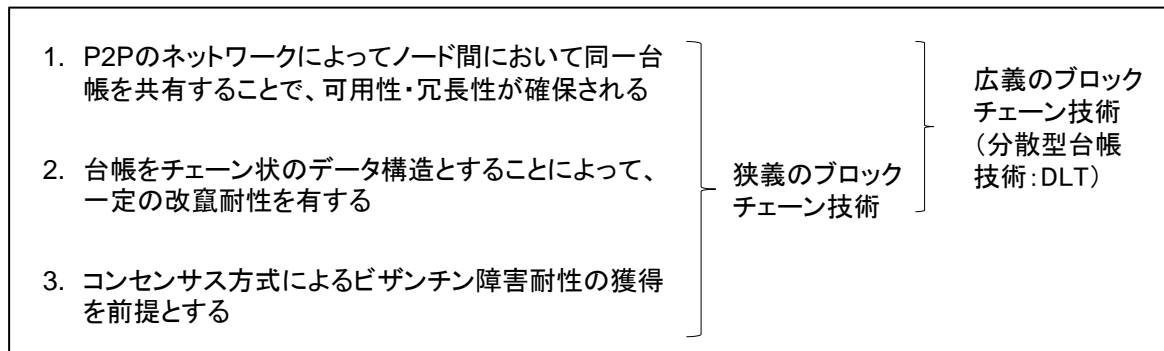 1. P2Pのネットワークによってノード間において同一台
帳を共有することで、可用性・冗長性が確保される
2. 台帳をチェーン状のデータ構造とすることによって、
一定の改竄耐性を有する
3. コンセンサス方式によるビザンチン障害耐性の獲得
を前提とする
狭義のブロック
チェーン技術
広義のブロック
チェーン技術
（分散型台帳
技術：DLT）